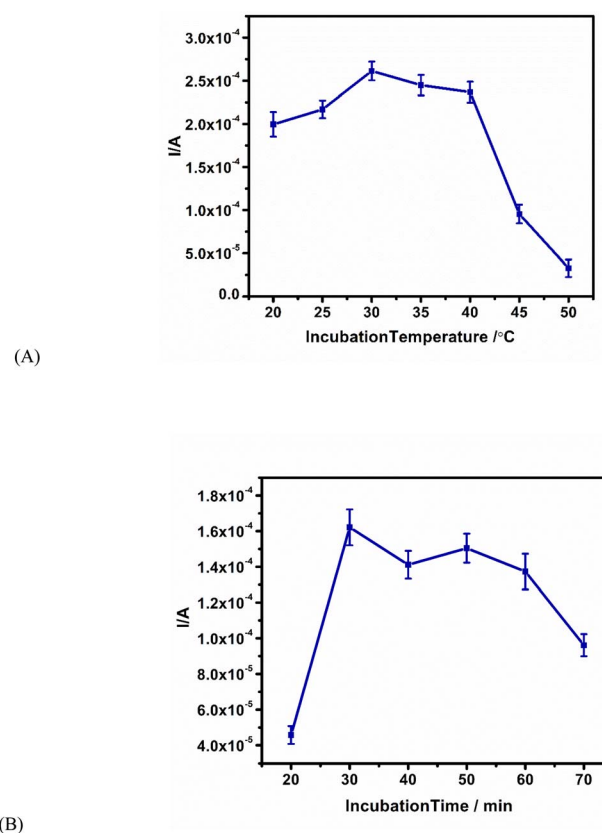 3.0x10⁻⁴
2.5x10⁻⁴
2.0x10⁻⁴
1.5x10⁻⁴
1.0x10⁻⁴
5.0x10⁻⁵
0.0
I/A
20 25 30 35 40 45 50
IncubationTemperature /°C
(A)
1.8x10⁻⁴
1.6x10⁻⁴
1.4x10⁻⁴
1.2x10⁻⁴
1.0x10⁻⁴
8.0x10⁻⁵
6.0x10⁻⁵
4.0x10⁻⁵
I/A
20 30 40 50 60 70
IncubationTime / min
(B)